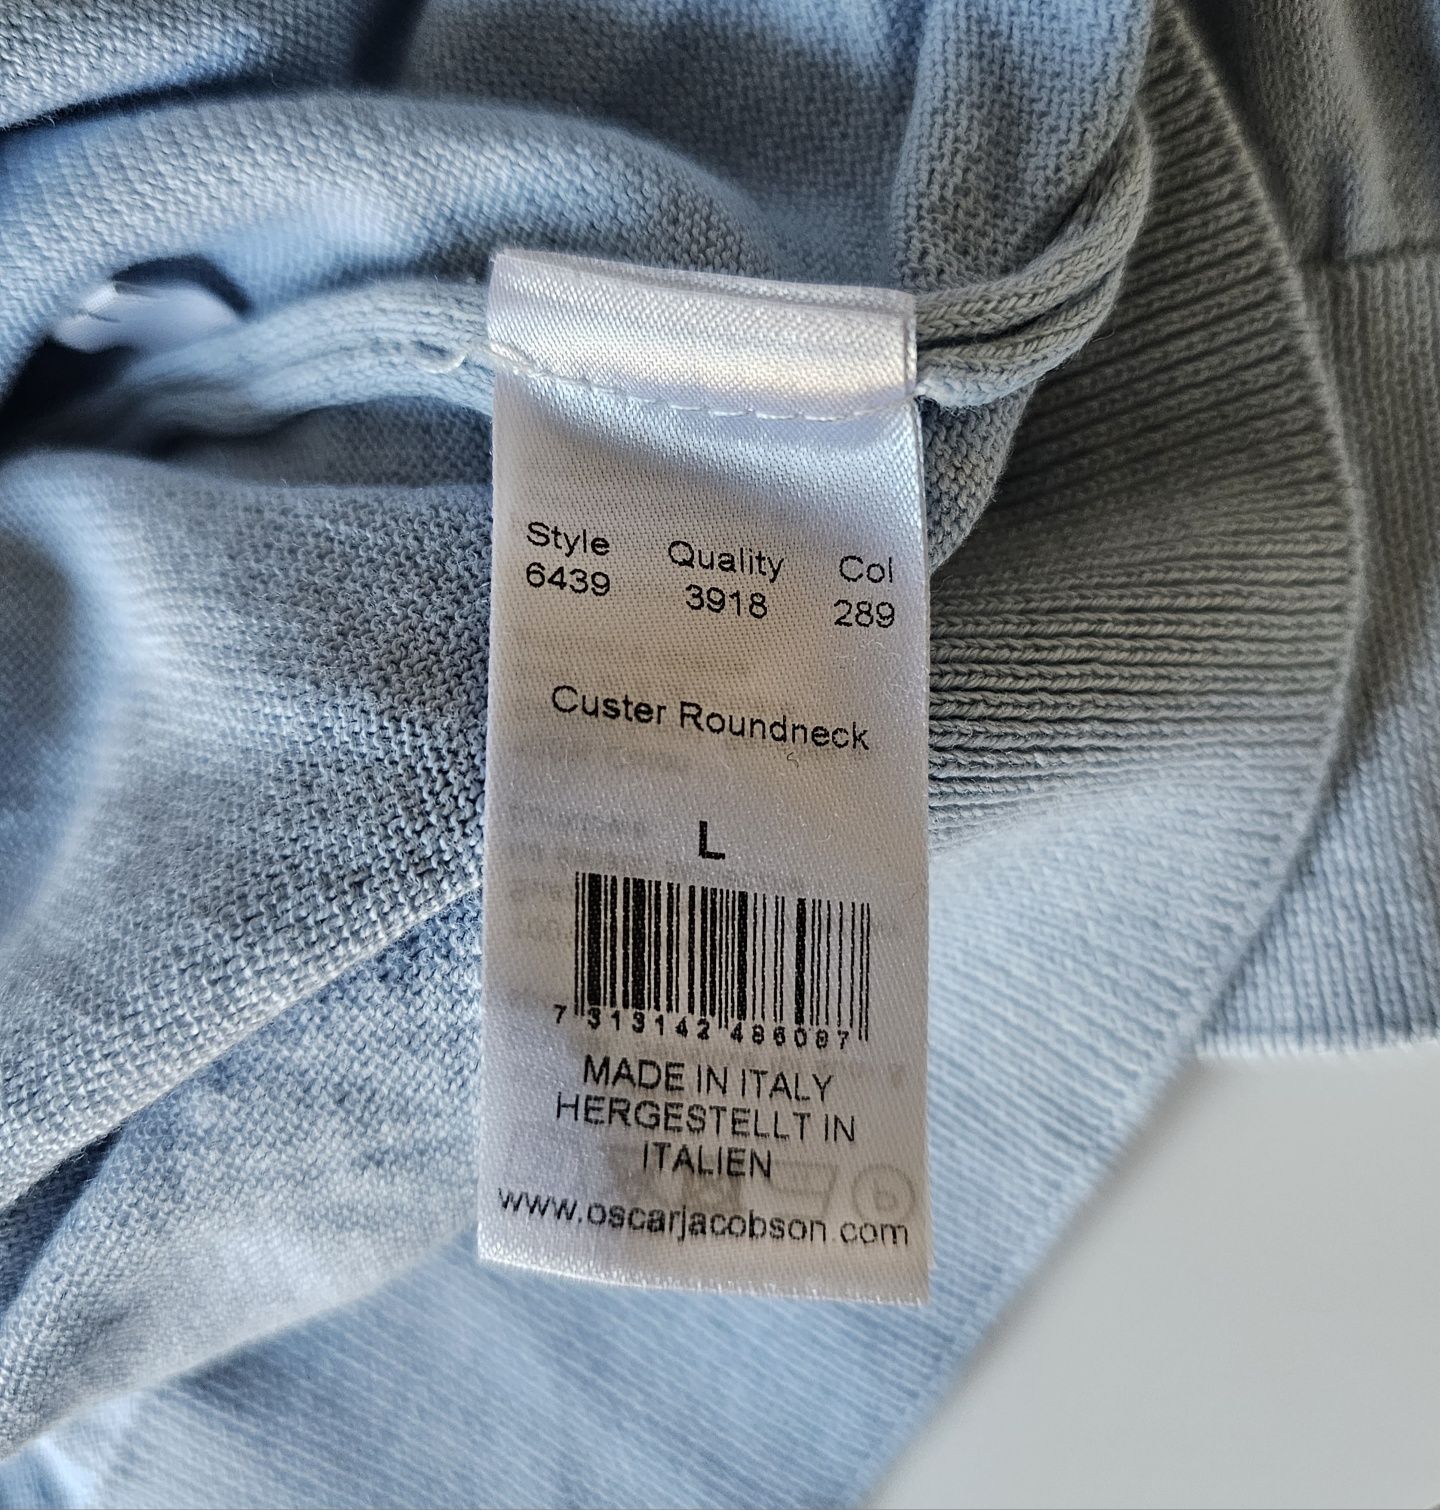 Style Quality Col
6439 3918 289
Custer Roundneck
L
7 313142 486087
MADE IN ITALY
HERGESTELLT IN
ITALIEN
www.oscarjacobson.com